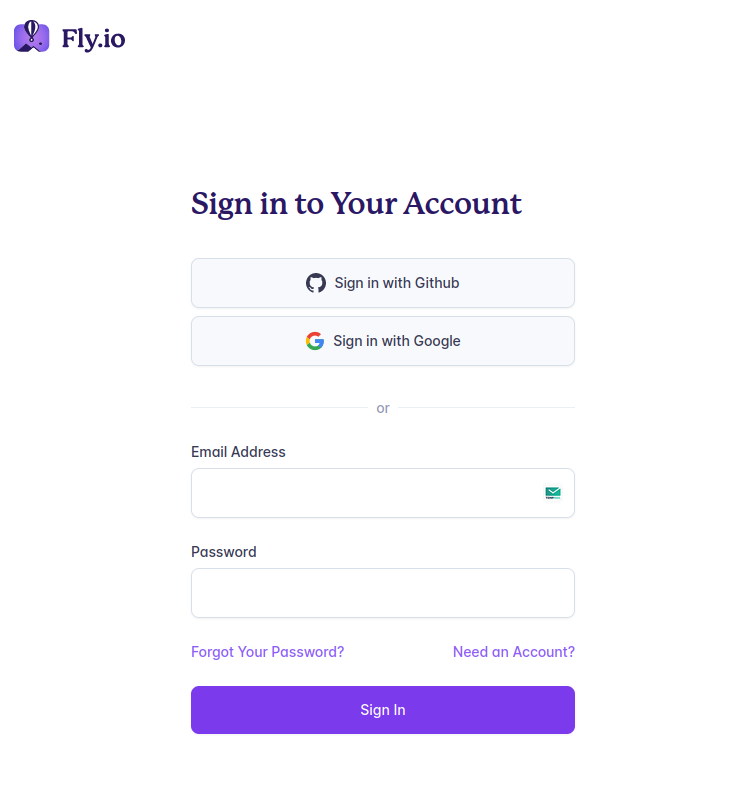 Fly.io
Sign in to Your Account
Sign in with Github
Sign in with Google
or
Email Address
Password
Forgot Your Password?
Need an Account?
Sign In